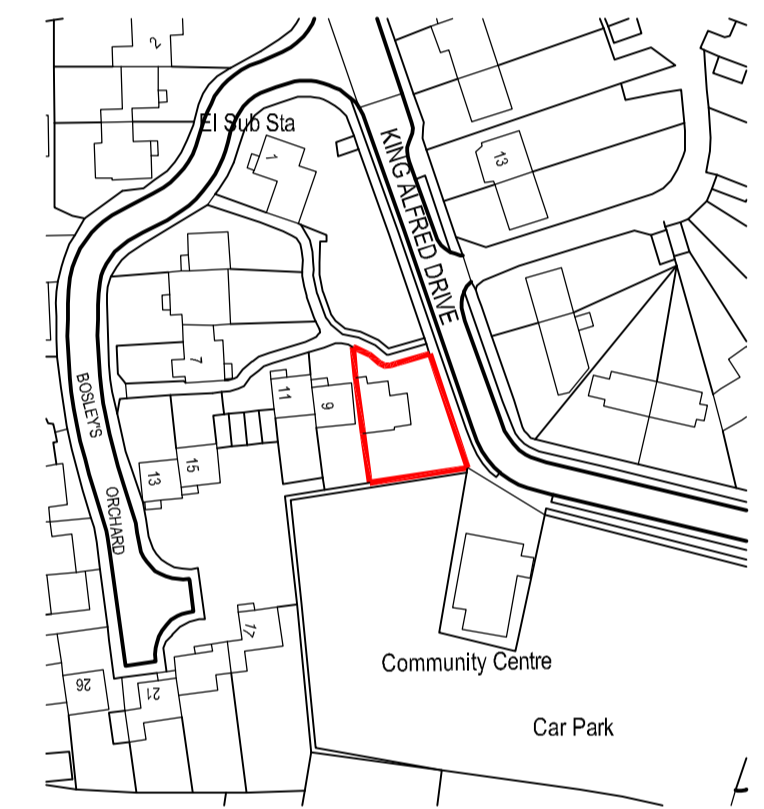 2
El Sub Sta
1
KING ALFRED DRIVE
13
7
11
9
BOSLEY'S
ORCHARD
13
15
17
26
21
Community Centre
Car Park